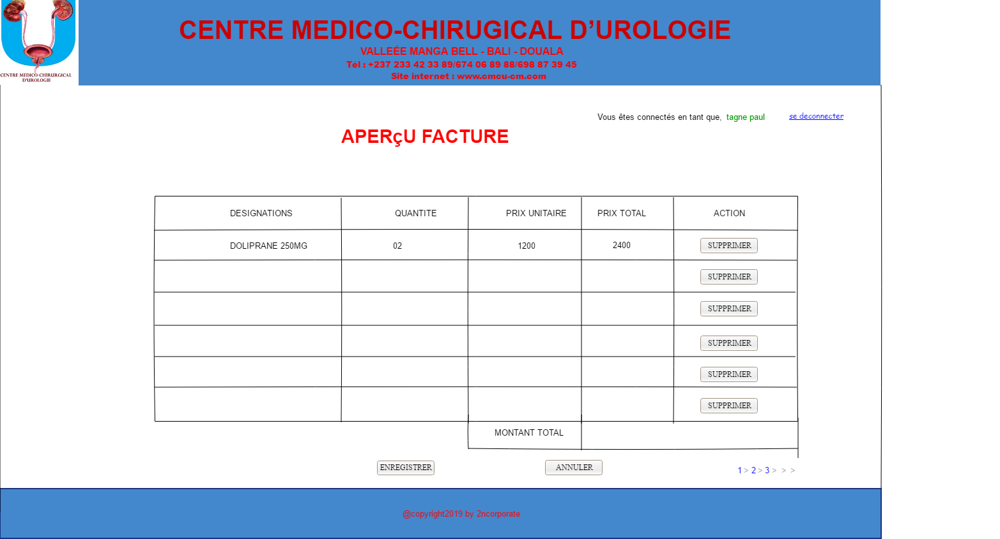 CENTRE MEDICO-CHIRURGICAL
D'UROLOGIE
CENTRE MEDICO-CHIRUGICAL D’UROLOGIE
VALLEÉE MANGA BELL - BALI - DOUALA
Tél : +237 233 42 33 89/674 06 89 88/698 87 39 45
Site internet : www.cmcu-cm.com
Vous êtes connectés en tant que, tagne paul se deconnecter
APERçU FACTURE
DESIGNATIONS QUANTITE PRIX UNITAIRE PRIX TOTAL ACTION
DOLIPRANE 250MG 02 1200 2400 SUPPRIMER
SUPPRIMER
SUPPRIMER
SUPPRIMER
SUPPRIMER
SUPPRIMER
MONTANT TOTAL
ENREGISTRER ANNULER 1 > 2 > 3 > > >
@copyright2019 by 2ncorporate